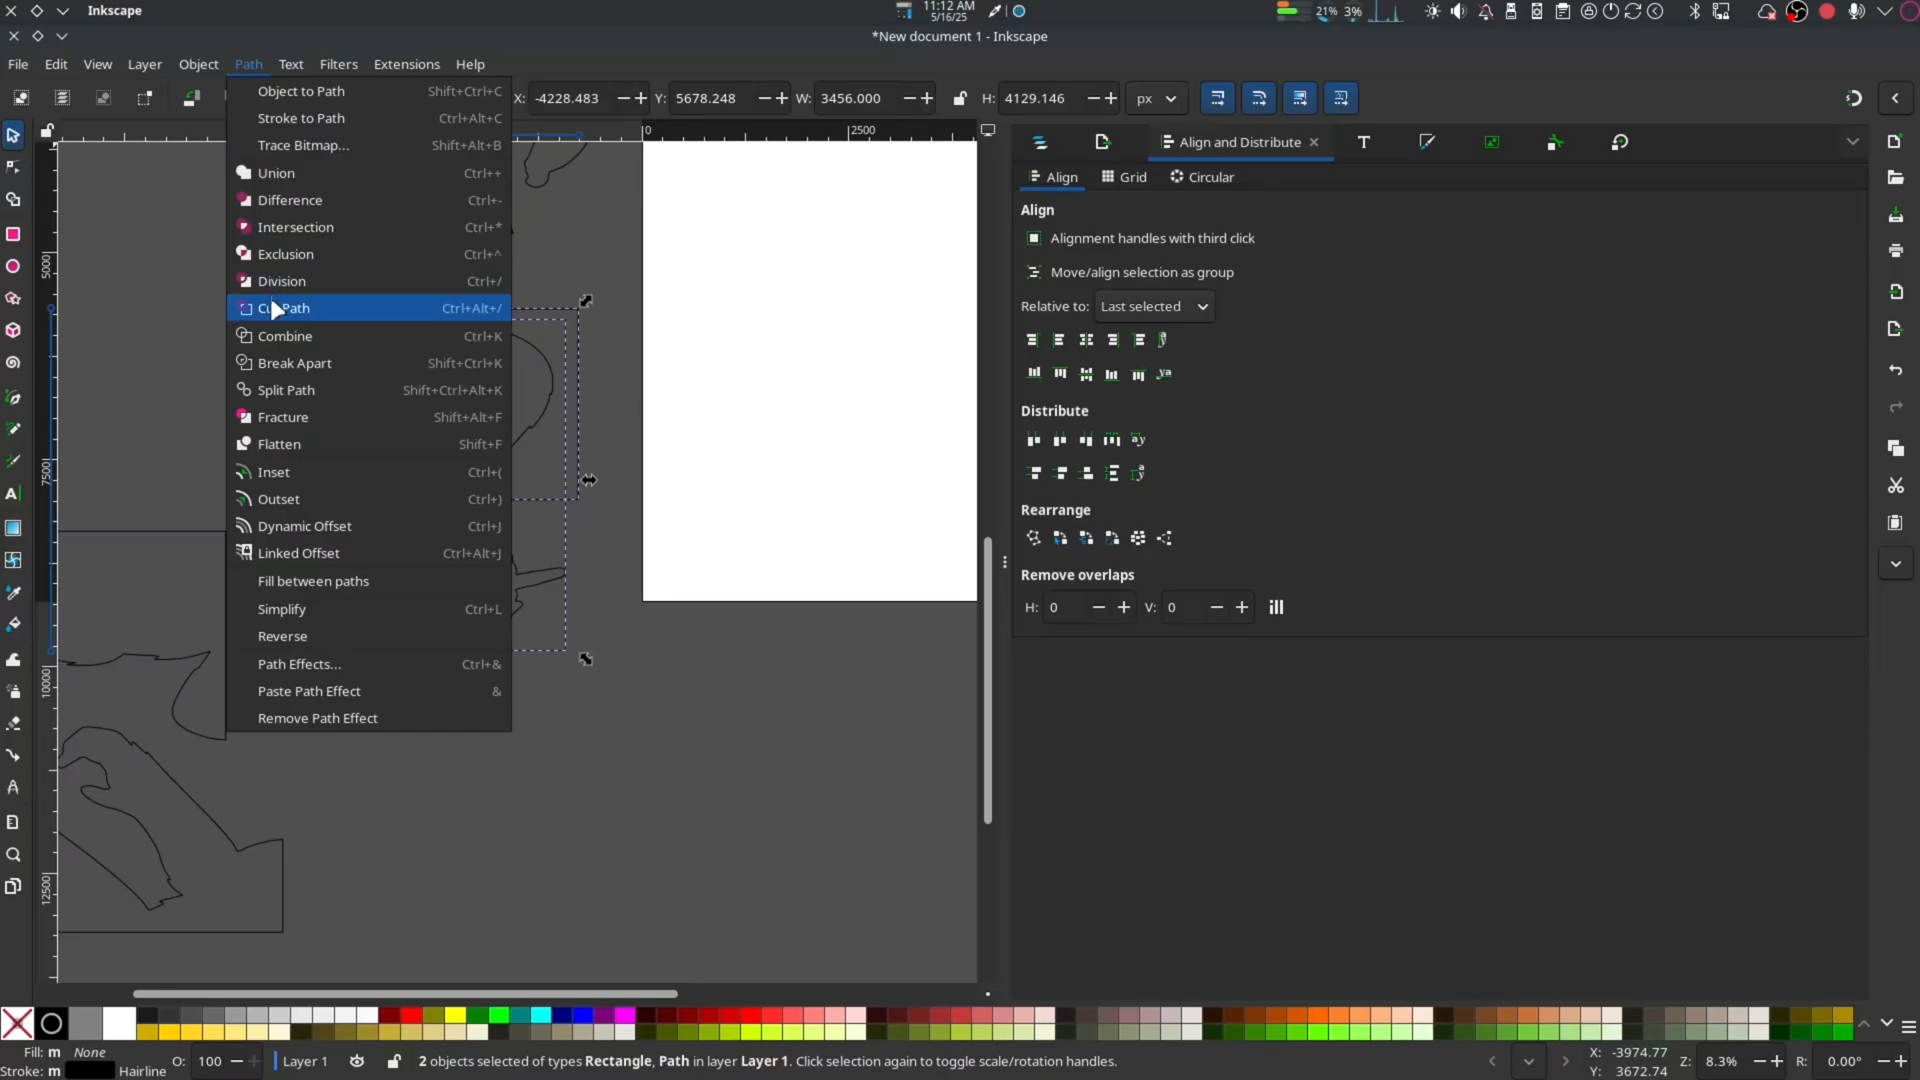 Inkscape
11:12 AM
5/16/25
21%
3%
*New document 1 - Inkscape
File Edit View Layer Object Path Text Filters Extensions Help
X: -4228.483 Y: 5678.248 W: 3456.000 H: 4129.146 px
Object to Path Shift+Ctrl+C
Stroke to Path Ctrl+Alt+C
Trace Bitmap... Shift+Alt+B
Union Ctrl++
Difference Ctrl+-
Intersection Ctrl+*
Exclusion Ctrl+^
Division Ctrl+/
Path Ctrl+Alt+/
Combine Ctrl+K
Break Apart Shift+Ctrl+K
Split Path Shift+Ctrl+Alt+K
Fracture Shift+Alt+F
Flatten Shift+F
Inset Ctrl+(
Outset Ctrl+)
Dynamic Offset Ctrl+J
Linked Offset Ctrl+Alt+J
Fill between paths
Simplify Ctrl+L
Reverse
Path Effects... Ctrl+&
Paste Path Effect &
Remove Path Effect
0 2500
5000
7500
10000
12500
Align and Distribute
Align Grid Circular
Align
Alignment handles with third click
Move/align selection as group
Relative to: Last selected
Distribute
Rearrange
Remove overlaps
H: 0 V: 0
Fill: m None
Stroke: m Hairline
O: 100
Layer 1
2 objects selected of types Rectangle, Path in layer Layer 1. Click selection again to toggle scale/rotation handles.
X: -3974.77
Y: 3672.74
Z: 8.3%
R: 0.00°